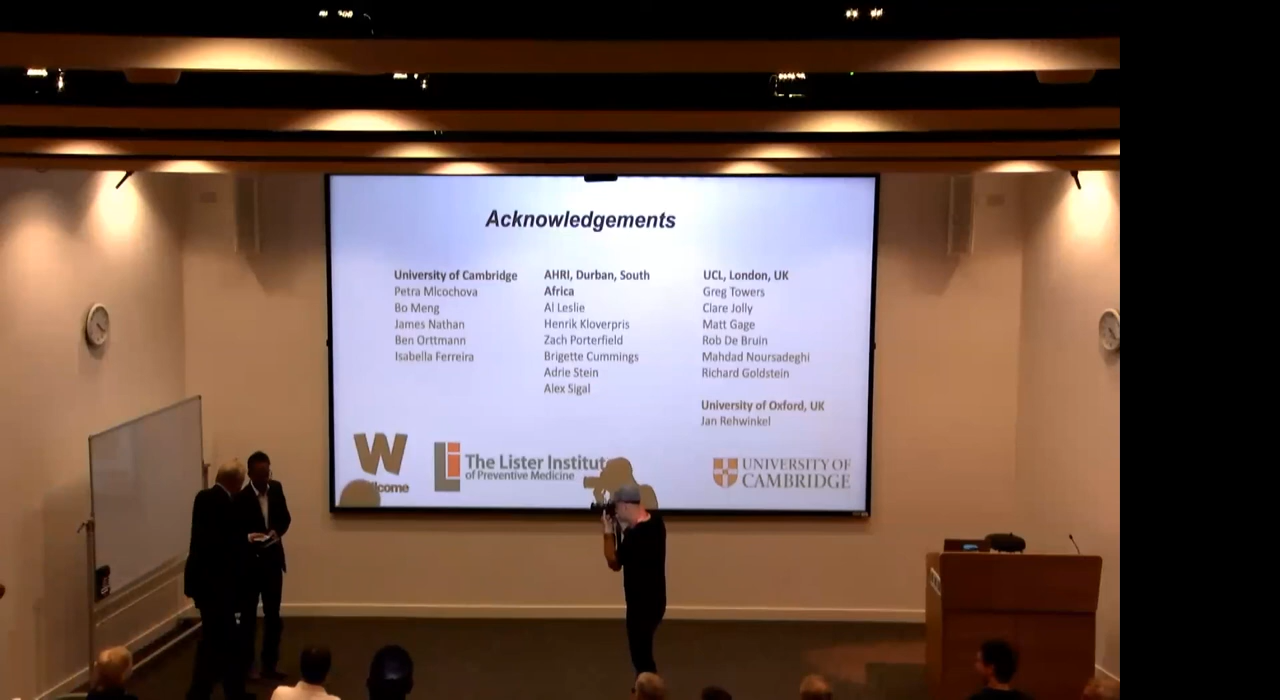 Acknowledgements
University of Cambridge
Petra Mlcochova
Bo Meng
James Nathan
Ben Orttmann
Isabella Ferreira
AHRI, Durban, South
Africa
Al Leslie
Henrik Kloverpris
Zach Porterfield
Brigette Cummings
Adrie Stein
Alex Sigal
UCL, London, UK
Greg Towers
Clare Jolly
Matt Gage
Rob De Bruin
Mahdad Noursadeghi
Richard Goldstein
University of Oxford, UK
Jan Rehwinkel
W
lcome
Li
The Lister Institut
of Preventive Medicine
UNIVERSITY OF
CAMBRIDGE